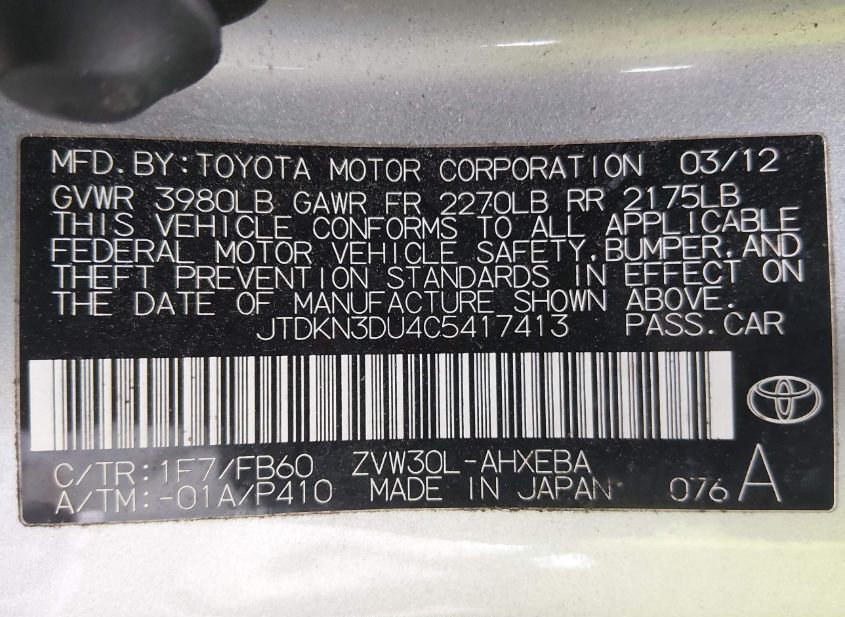 MFD.BY:TOYOTA MOTOR CORPORATION 03/12
GVWR 3980LB GAWR FR 2270LB RR 2175LB
THIS VEHICLE CONFORMS TO ALL APPLICABLE
FEDERAL MOTOR VEHICLE SAFETY,BUMPER,AND
THEFT PREVENTION STANDARDS IN EFFECT ON
THE DATE OF MANUFACTURE SHOWN ABOVE.
JTDKN3DU4C5417413 PASS.CAR
C/TR:1F7/FB60 ZVW30L-AHXEBA
A/TM:-01A/P410 MADE IN JAPAN 076 A